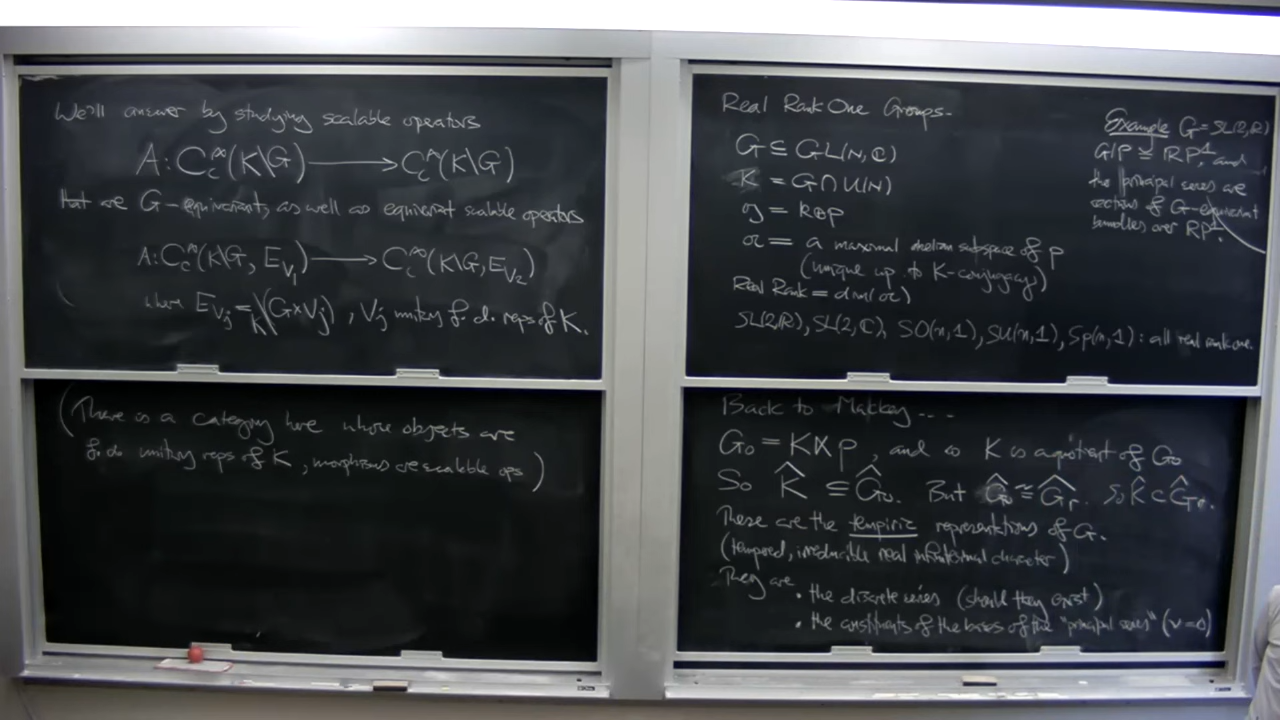 We'll answer by studying scalable operators
A: C_c^∞(K\G) ⟶ C_c^∞(K\G)
that are G-equivariant, as well as equivariant scalable operators
A: C_c^∞(K\G, E_{V_1}) ⟶ C_c^∞(K\G, E_{V_2})
where E_{V_j} = K\(G×V_j), V_j unitary f.d. reps of K.
(There is a category here whose objects are
f.d. unitary reps of K, morphisms are scalable ops)
Real Rank One Groups.
G ⊆ GL(N,ℂ)
K = G∩U(N)
𝔤 = 𝔨⊕𝔭
𝔞 = a maximal abelian subspace of 𝔭
(unique up to K-conjugacy)
Real Rank = dim(𝔞)
SL(2,ℝ), SL(2,ℂ), SO(n,1), SU(n,1), Sp(n,1): all real rank one.
Example G=SL(2,ℝ)
G/P ≅ ℝP^1, and
the principal series are
sections of G-equivariant
bundles over ℝP^1.
Back to Mackey ...
G_0 = K⋉𝔭, and so K is a quotient of G_0
So K̂ ⊆ Ĝ_0. But Ĝ_0 ≅ Ĝ_r. So K̂ ⊂ Ĝ_r.
These are the tempiric representations of G.
(tempered, irreducible real infinitesimal character)
They are
• the discrete series (should they exist)
• the constituents of the bases of the "principal series" (ν=0)